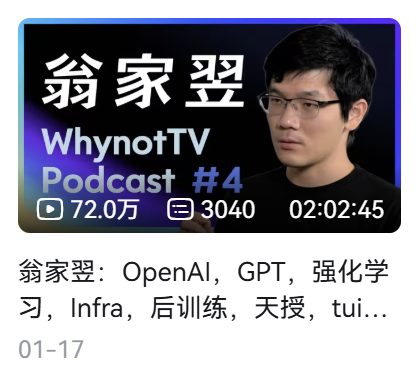 翁家翌
WhynotTV
Podcast #4
72.0万 3040 02:02:45
翁家翌：OpenAI，GPT，强化学
习，Infra，后训练，天授，tui...
01-17